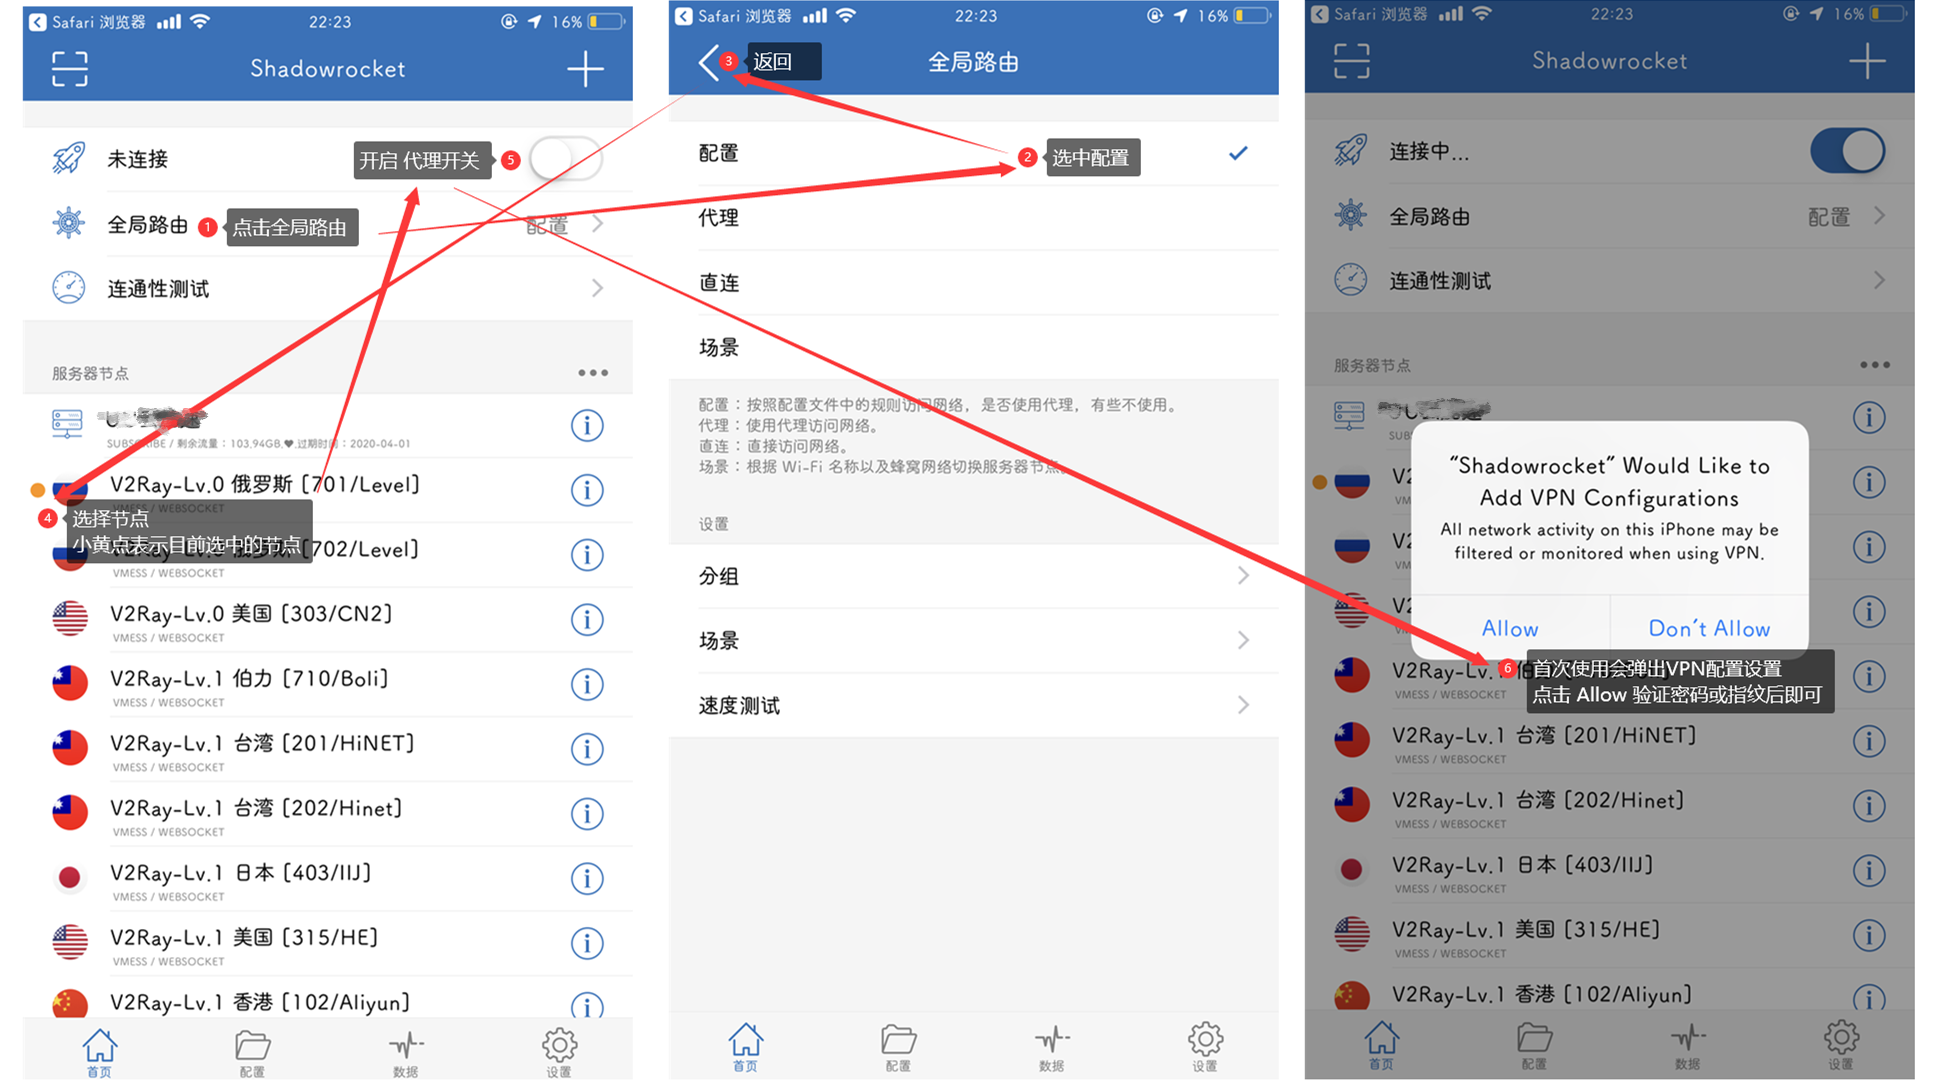 Safari 浏览器
22:23
16%
Shadowrocket
未连接
开启 代理开关
5
全局路由
1
点击全局路由
配置
连通性测试
服务器节点
SUBSCRIBE / 剩余流量：103.94GB.❤.过期时间：2020-04-01
V2Ray-Lv.0 俄罗斯 [701/Level]
4
选择节点
小黄点表示目前选中的节点
[702/Level]
VMESS / WEBSOCKET
V2Ray-Lv.0 美国 [303/CN2]
VMESS / WEBSOCKET
V2Ray-Lv.1 伯力 [710/Boli]
VMESS / WEBSOCKET
V2Ray-Lv.1 台湾 [201/HiNET]
VMESS / WEBSOCKET
V2Ray-Lv.1 台湾 [202/Hinet]
VMESS / WEBSOCKET
V2Ray-Lv.1 日本 [403/IIJ]
VMESS / WEBSOCKET
V2Ray-Lv.1 美国 [315/HE]
VMESS / WEBSOCKET
V2Ray-Lv.1 香港 [102/Aliyun]
首页
配置
数据
设置
Safari 浏览器
22:23
16%
3
返回
全局路由
配置
2
选中配置
代理
直连
场景
配置：按照配置文件中的规则访问网络，是否使用代理，有些不使用。
代理：使用代理访问网络。
直连：直接访问网络。
场景：根据 Wi-Fi 名称以及蜂窝网络切换服务器节点。
设置
分组
场景
速度测试
首页
配置
数据
设置
Safari 浏览器
22:23
16%
Shadowrocket
连接中...
全局路由
配置
连通性测试
服务器节点
“Shadowrocket” Would Like to
Add VPN Configurations
All network activity on this iPhone may be
filtered or monitored when using VPN.
Allow
Don’t Allow
6
首次使用会弹出VPN配置设置
点击 Allow 验证密码或指纹后即可
V2Ray-Lv.1
VMESS / WEBSOCKET
V2Ray-Lv.1 台湾 [201/HiNET]
VMESS / WEBSOCKET
V2Ray-Lv.1 台湾 [202/Hinet]
VMESS / WEBSOCKET
V2Ray-Lv.1 日本 [403/IIJ]
VMESS / WEBSOCKET
V2Ray-Lv.1 美国 [315/HE]
VMESS / WEBSOCKET
V2Ray-Lv.1 香港 [102/Aliyun]
首页
配置
数据
设置